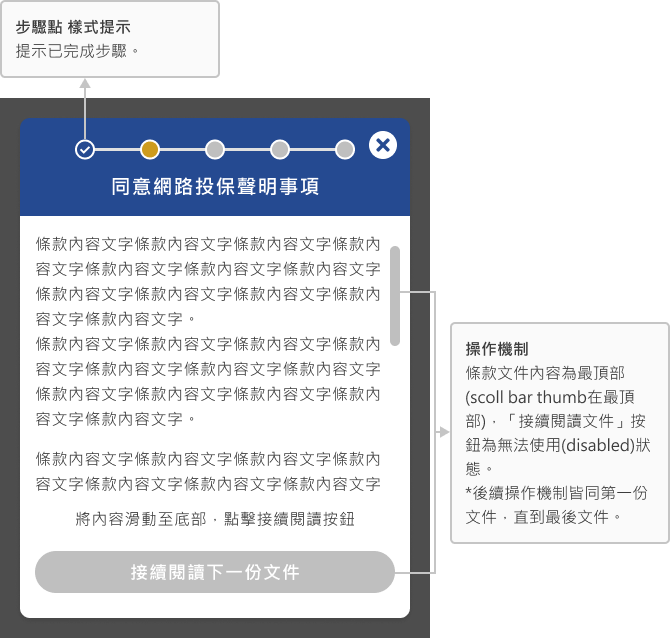 步驟點 樣式提示
提示已完成步驟。
同意網路投保聲明事項
條款內容文字條款內容文字條款內容文字條款內
容文字條款內容文字條款內容文字條款內容文字
條款內容文字條款內容文字條款內容文字條款內
容文字條款內容文字。
條款內容文字條款內容文字條款內容文字條款內
容文字條款內容文字條款內容文字條款內容文字
條款內容文字條款內容文字條款內容文字條款內
容文字條款內容文字。
條款內容文字條款內容文字條款內容文字條款內
容文字條款內容文字條款內容文字條款內容文字
將內容滑動至底部，點擊接續閱讀按鈕
接續閱讀下一份文件
操作機制
條款文件內容為最頂部
(scoll bar thumb在最頂
部)，「接續閱讀文件」按
鈕為無法使用(disabled)狀
態。
*後續操作機制皆同第一份
文件，直到最後文件。